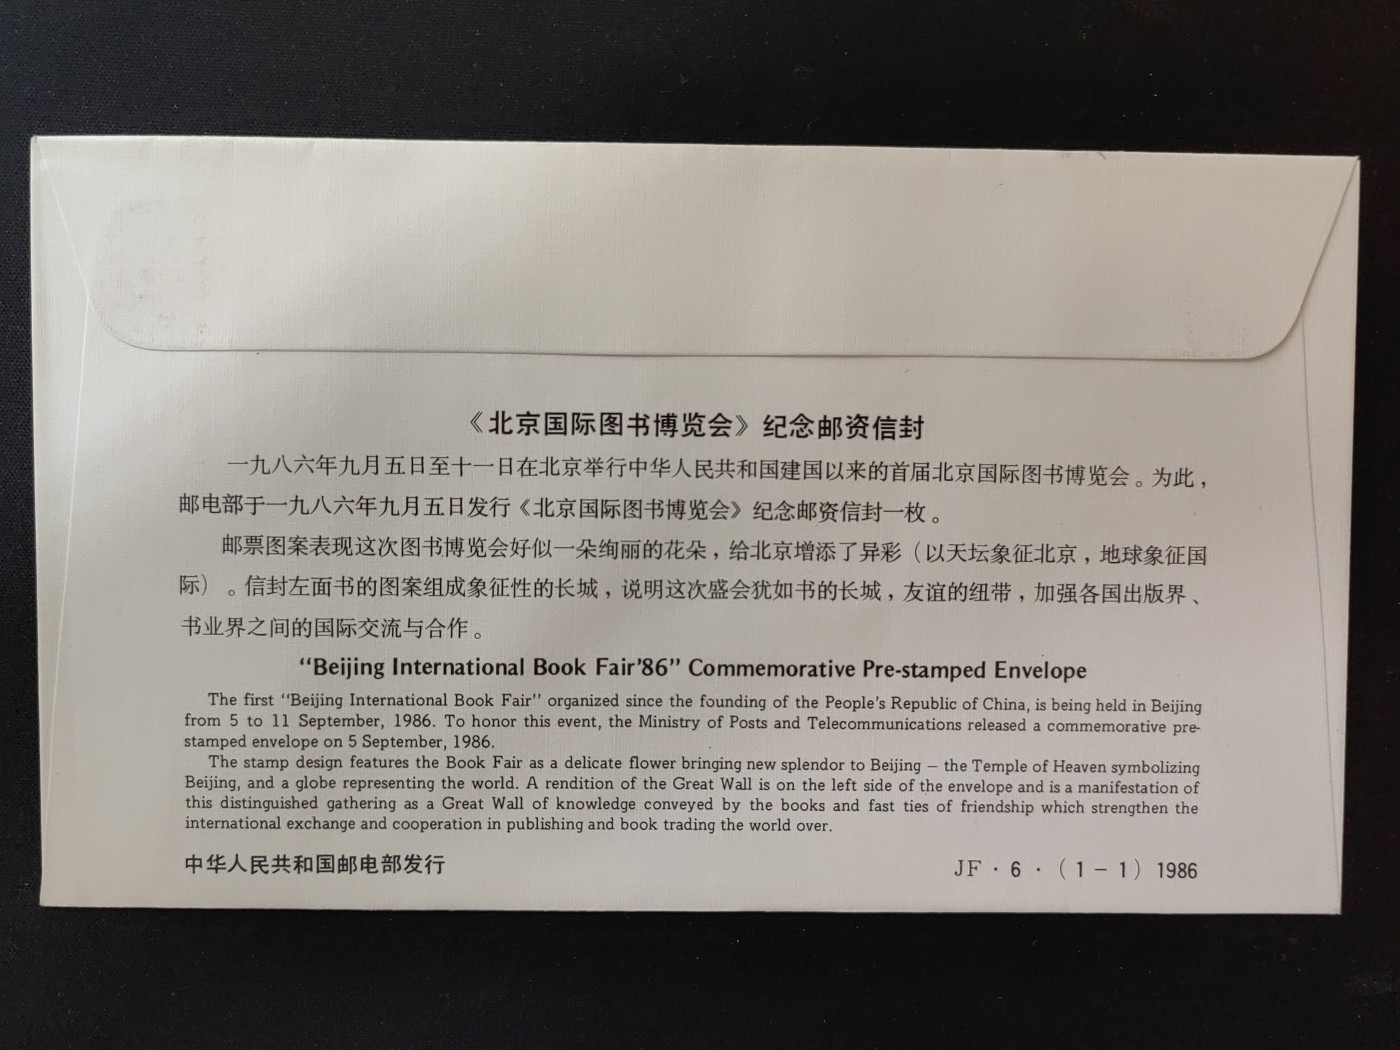 《北京国际图书博览会》纪念邮资信封
一九八六年九月五日至十一日在北京举行中华人民共和国建国以来的首届北京国际图书博览会。为此，
邮电部于一九八六年九月五日发行《北京国际图书博览会》纪念邮资信封一枚。
邮票图案表现这次图书博览会好似一朵绚丽的花朵，给北京增添了异彩（以天坛象征北京，地球象征国
际）。信封左面书的图案组成象征性的长城，说明这次盛会犹如书的长城，友谊的纽带，加强各国出版界、
书业界之间的国际交流与合作。
“Beijing International Book Fair’86” Commemorative Pre-stamped Envelope
The first “Beijing International Book Fair” organized since the founding of the People’s Republic of China, is being held in Beijing
from 5 to 11 September, 1986. To honor this event, the Ministry of Posts and Telecommunications released a commemorative pre-
stamped envelope on 5 September, 1986.
The stamp design features the Book Fair as a delicate flower bringing new splendor to Beijing — the Temple of Heaven symbolizing
Beijing, and a globe representing the world. A rendition of the Great Wall is on the left side of the envelope and is a manifestation of
this distinguished gathering as a Great Wall of knowledge conveyed by the books and fast ties of friendship which strengthen the
international exchange and cooperation in publishing and book trading the world over.
中华人民共和国邮电部发行
JF · 6 · （1－1）1986